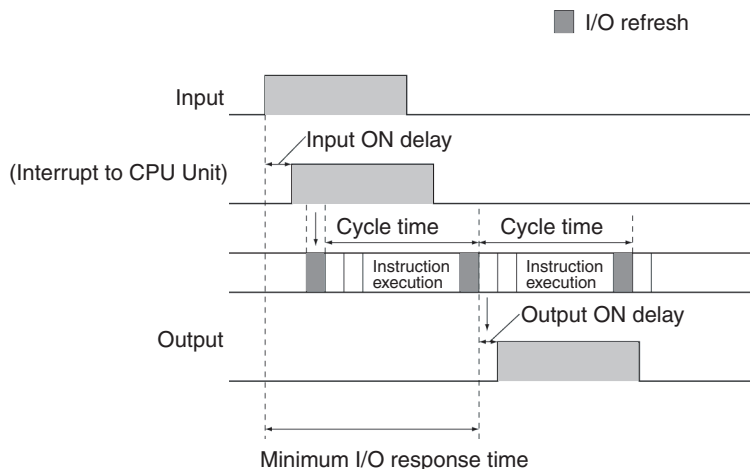 I/O refresh
Input
Input ON delay
(Interrupt to CPU Unit)
Cycle time
Cycle time
Instruction
execution
Instruction
execution
Output ON delay
Output
Minimum I/O response time